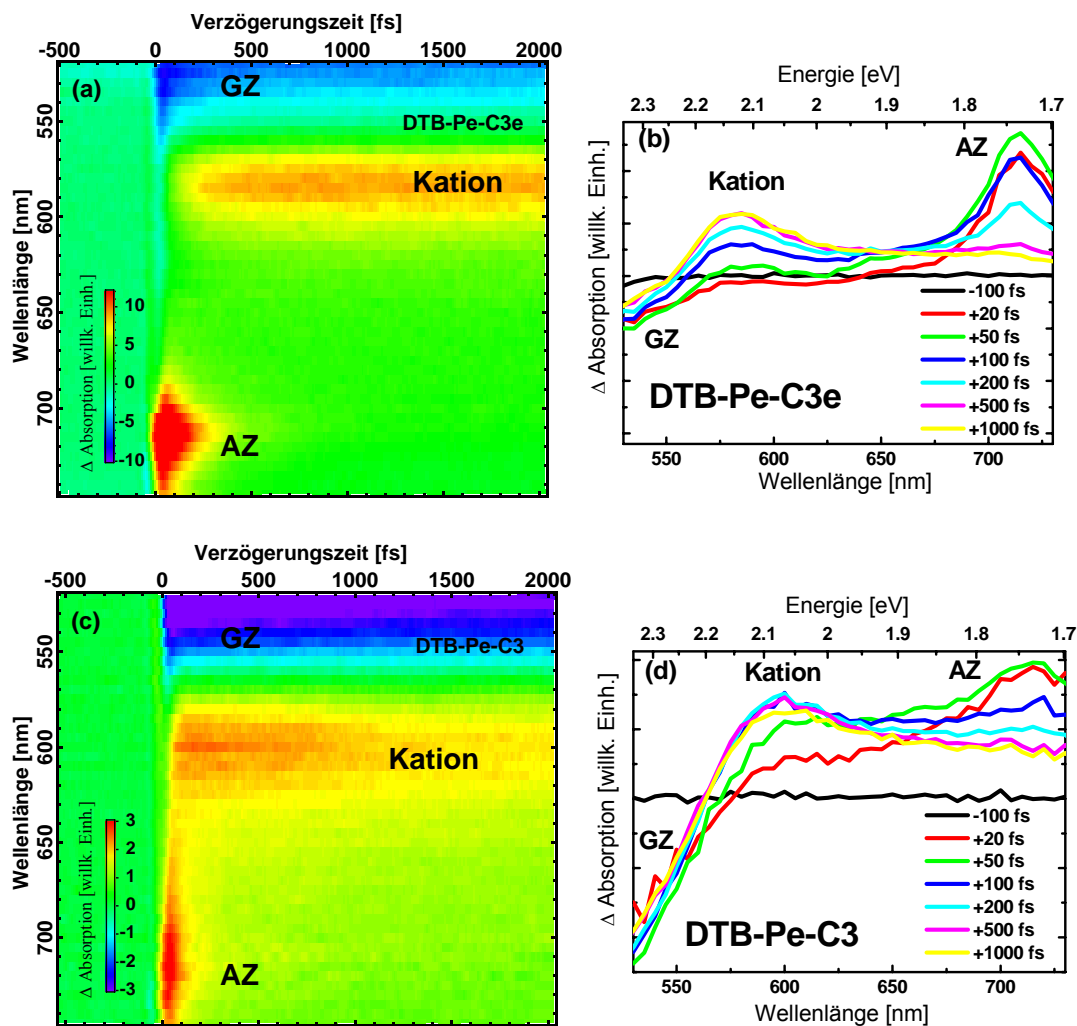 Verzögerungszeit [fs]
-500 0 500 1000 1500 2000
(a)
GZ
DTB-Pe-C3e
Kation
AZ
Wellenlänge [nm]
550
600
650
700
Δ Absorption [willk. Einh.]
10
5
0
-5
-10
Energie [eV]
2.3 2.2 2.1 2 1.9 1.8 1.7
(b)
AZ
Kation
GZ
DTB-Pe-C3e
-100 fs
+20 fs
+50 fs
+100 fs
+200 fs
+500 fs
+1000 fs
Δ Absorption [willk. Einh.]
550 600 650 700
Wellenlänge [nm]
Verzögerungszeit [fs]
-500 0 500 1000 1500 2000
(c)
GZ
DTB-Pe-C3
Kation
AZ
Wellenlänge [nm]
550
600
650
700
Δ Absorption [willk. Einh.]
3
2
1
0
-1
-2
-3
Energie [eV]
2.3 2.2 2.1 2 1.9 1.8 1.7
(d)
Kation
AZ
GZ
DTB-Pe-C3
-100 fs
+20 fs
+50 fs
+100 fs
+200 fs
+500 fs
+1000 fs
Δ Absorption [willk. Einh.]
550 600 650 700
Wellenlänge [nm]